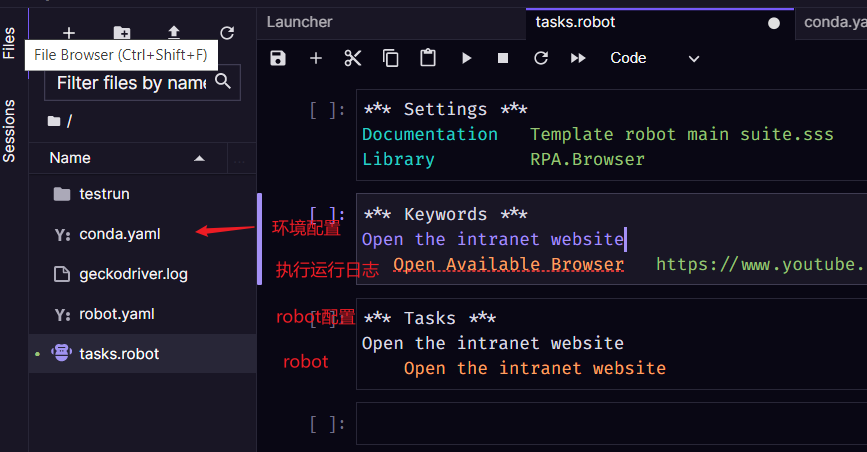 Files
Sessions
File Browser (Ctrl+Shift+F)
Filter files by name
/
Name
...
testrun
Y: conda.yaml
geckodriver.log
Y: robot.yaml
tasks.robot
Launcher
tasks.robot
conda.ya
Code
[ ]:
*** Settings ***
Documentation Template robot main suite.sss
Library RPA.Browser
[ ]:
*** Keywords ***
Open the intranet website
Open Available Browser https://www.youtube.
[ ]:
*** Tasks ***
Open the intranet website
Open the intranet website
[ ]:
环境配置
执行运行日志
robot配置
robot